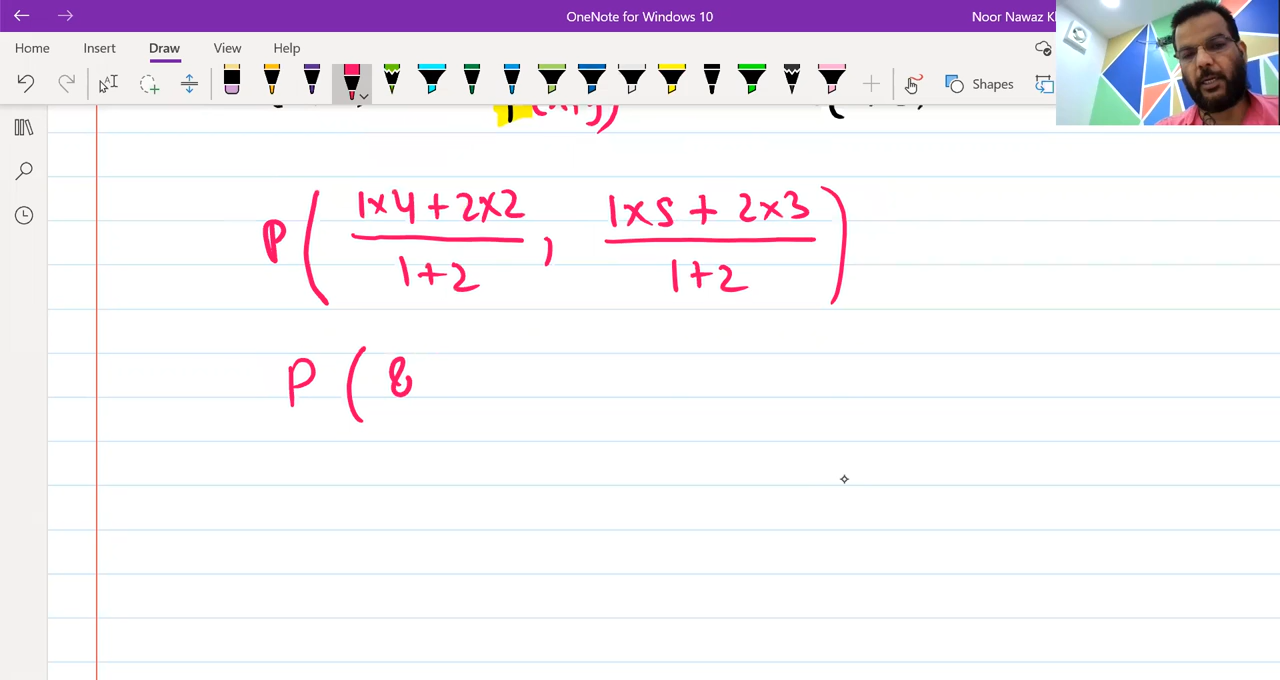 OneNote for Windows 10
Noor Nawaz
Home Insert Draw View Help
Shapes
P ( 1×4 + 2×2 / 1+2 , 1×5 + 2×3 / 1+2 )
P ( 8